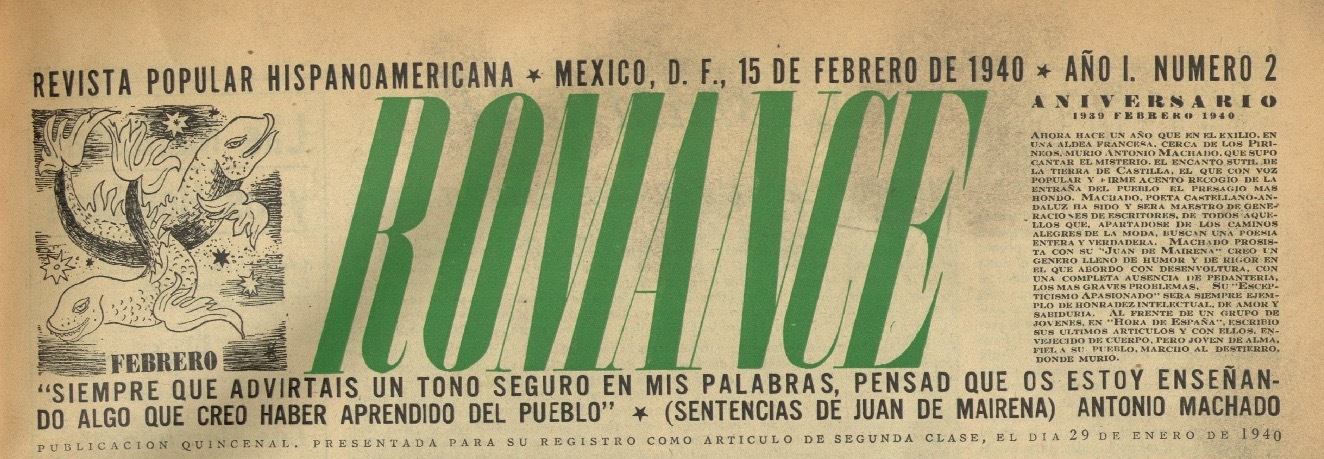 REVISTA POPULAR HISPANOAMERICANA ★ MEXICO, D. F., 15 DE FEBRERO DE 1940 ★ AÑO I. NUMERO 2
ROMANCE
FEBRERO
ANIVERSARIO
1939 FEBRERO 1940
AHORA HACE UN AÑO QUE EN EL EXILIO, EN
UNA ALDEA FRANCESA, CERCA DE LOS PIRI-
NEOS, MURIO ANTONIO MACHADO, QUE SUPO
CANTAR EL MISTERIO, EL ENCANTO SUTIL DE
LA TIERRA DE CASTILLA, EL QUE CON VOZ
POPULAR Y FIRME ACENTO RECOGIO DE LA
ENTRAÑA DEL PUEBLO EL PRESAGIO MAS
HONDO. MACHADO, POETA CASTELLANO-AN-
DALUZ HA SIDO Y SERA MAESTRO DE GENE-
RACIONES DE ESCRITORES, DE TODOS AQUE-
LLOS QUE, APARTADOSE DE LOS CAMINOS
ALEGRES DE LA MODA, BUSCAN UNA POESIA
ENTERA Y VERDADERA. MACHADO PROSIS-
TA CON SU "JUAN DE MAIRENA" CREO UN
GENERO LLENO DE HUMOR Y DE RIGOR EN
EL QUE ABORDO CON DESENVOLTURA, CON
UNA COMPLETA AUSENCIA DE PEDANTERIA,
LOS MAS GRAVES PROBLEMAS. SU "ESCEP-
TICISMO APASIONADO" SERA SIEMPRE EJEM-
PLO DE HONRADEZ INTELECTUAL, DE AMOR Y
SABIDURIA. AL FRENTE DE UN GRUPO DE
JOVENES, EN "HORA DE ESPAÑA", ESCRIBIO
SUS ULTIMOS ARTICULOS Y CON ELLOS, EN-
VEJECIDO DE CUERPO, PERO JOVEN DE ALMA,
FIEL A SU PUEBLO, MARCHO AL DESTIERRO,
DONDE MURIO.
"SIEMPRE QUE ADVIRTAIS UN TONO SEGURO EN MIS PALABRAS, PENSAD QUE OS ESTOY ENSEÑAN-
DO ALGO QUE CREO HABER APRENDIDO DEL PUEBLO" ★ (SENTENCIAS DE JUAN DE MAIRENA) ANTONIO MACHADO
PUBLICACION QUINCENAL. PRESENTADA PARA SU REGISTRO COMO ARTICULO DE SEGUNDA CLASE, EL DIA 29 DE ENERO DE 1940